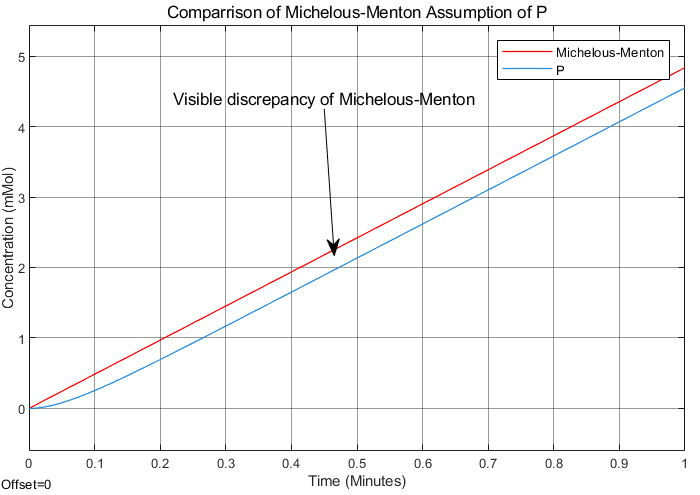 Comparrison of Michelous-Menton Assumption of P
Michelous-Menton
P
Visible discrepancy of Michelous-Menton
Concentration (mMol)
5
4
3
2
1
0
0 0.1 0.2 0.3 0.4 0.5 0.6 0.7 0.8 0.9 1
Time (Minutes)
Offset=0